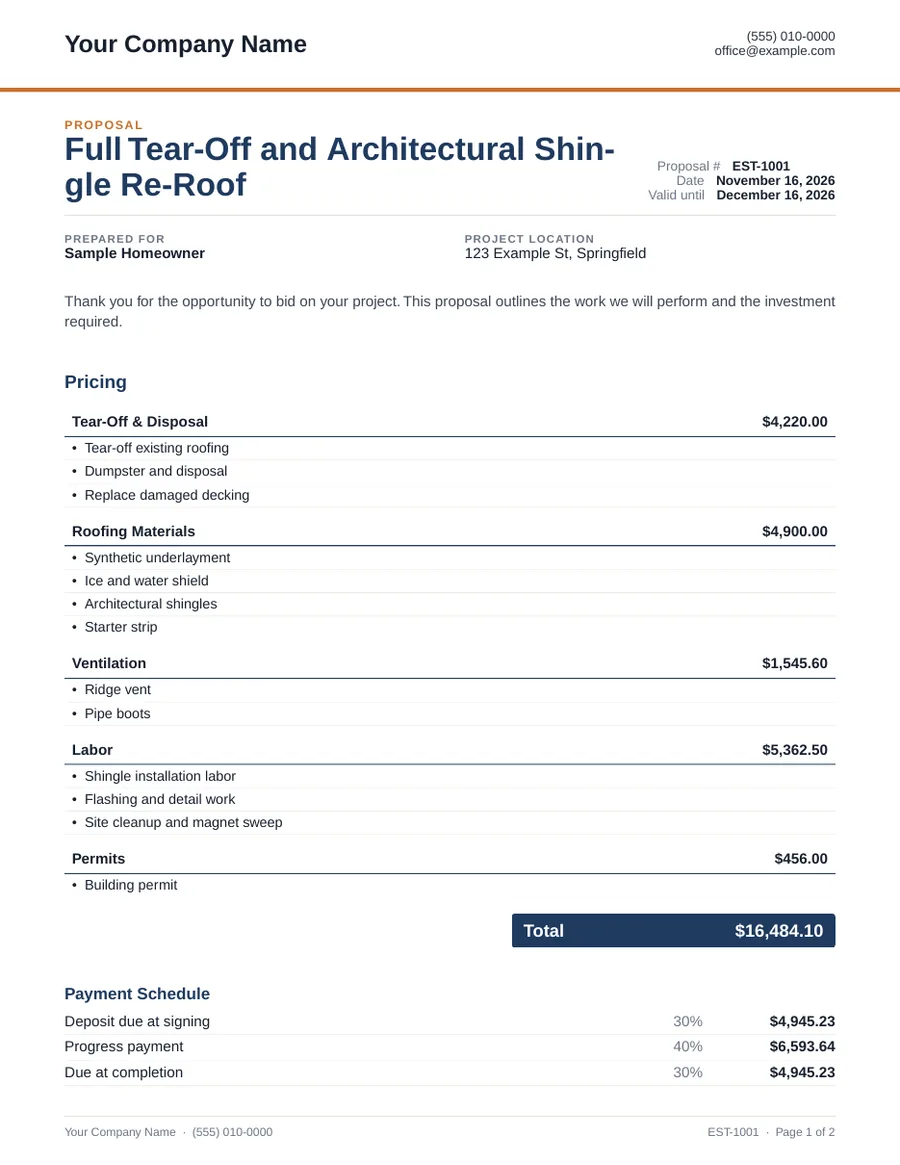 Your Company Name
(555) 010-0000
office@example.com
PROPOSAL
Full Tear-Off and Architectural Shin-
gle Re-Roof
Proposal # EST-1001
Date November 16, 2026
Valid until December 16, 2026
PREPARED FOR
Sample Homeowner
PROJECT LOCATION
123 Example St, Springfield
Thank you for the opportunity to bid on your project. This proposal outlines the work we will perform and the investment
required.
Pricing
Tear-Off & Disposal $4,220.00
• Tear-off existing roofing
• Dumpster and disposal
• Replace damaged decking
Roofing Materials $4,900.00
• Synthetic underlayment
• Ice and water shield
• Architectural shingles
• Starter strip
Ventilation $1,545.60
• Ridge vent
• Pipe boots
Labor $5,362.50
• Shingle installation labor
• Flashing and detail work
• Site cleanup and magnet sweep
Permits $456.00
• Building permit
Total $16,484.10
Payment Schedule
Deposit due at signing 30% $4,945.23
Progress payment 40% $6,593.64
Due at completion 30% $4,945.23
Your Company Name · (555) 010-0000
EST-1001 · Page 1 of 2